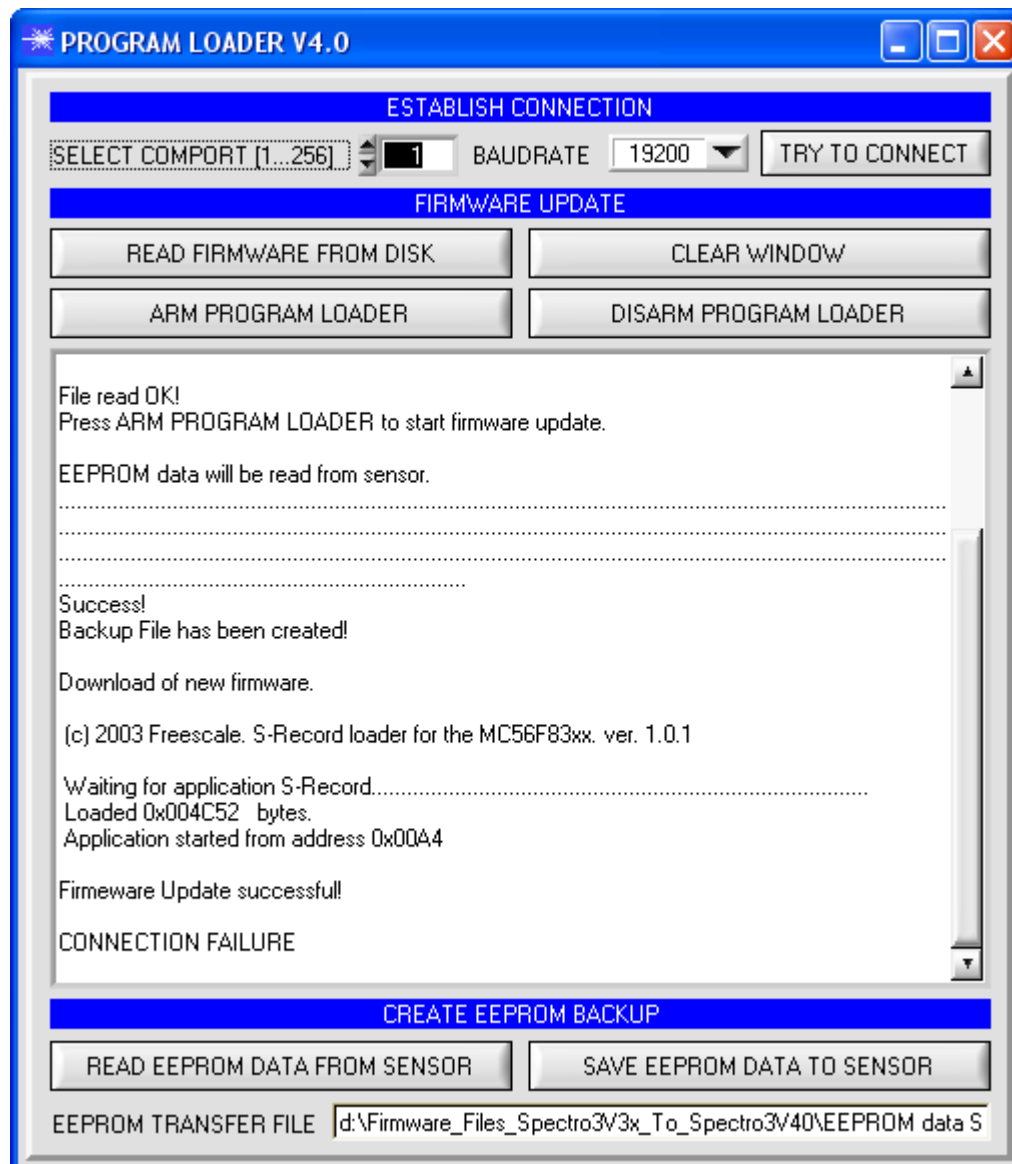 PROGRAM LOADER V4.0
ESTABLISH CONNECTION
SELECT COMPORT [1...256] 1 BAUDRATE 19200 TRY TO CONNECT
FIRMWARE UPDATE
READ FIRMWARE FROM DISK CLEAR WINDOW
ARM PROGRAM LOADER DISARM PROGRAM LOADER
File read OK!
Press ARM PROGRAM LOADER to start firmware update.
EEPROM data will be read from sensor.
....................................................................................................................................................
....................................................................................................................................................
....................................................................................................................................................
....................................................................
Success!
Backup File has been created!
Download of new firmware.
(c) 2003 Freescale. S-Record loader for the MC56F83xx. ver. 1.0.1
Waiting for application S-Record...................................................................................
Loaded 0x004C52 bytes.
Application started from address 0x00A4
Firmeware Update successful!
CONNECTION FAILURE
CREATE EEPROM BACKUP
READ EEPROM DATA FROM SENSOR SAVE EEPROM DATA TO SENSOR
EEPROM TRANSFER FILE d:\Firmware_Files_Spectro3V3x_To_Spectro3V40\EEPROM data S